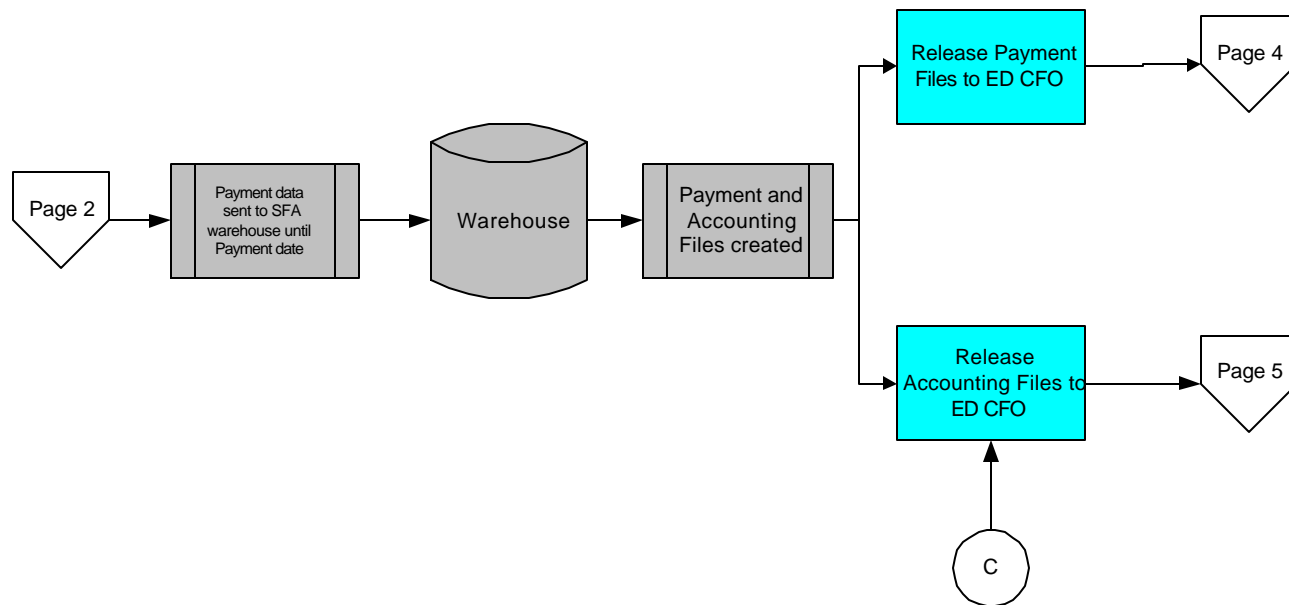 Page 2
Payment data
sent to SFA
warehouse until
Payment date
Warehouse
Payment and
Accounting
Files created
Release Payment
Files to ED CFO
Page 4
Release
Accounting Files to
ED CFO
Page 5
C